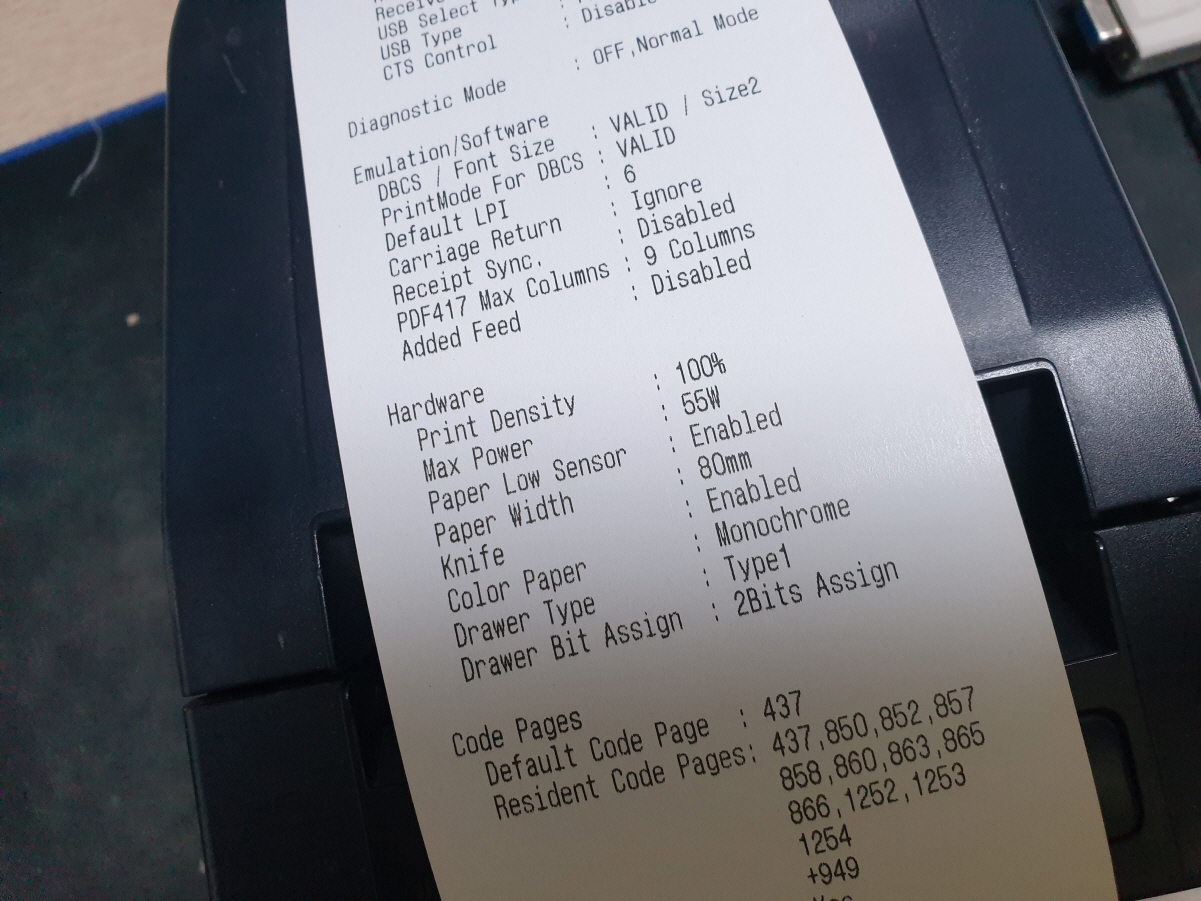 USB Select
USB Type : Disable
CTS Control
Diagnostic Mode : OFF,Normal Mode
Emulation/Software
DBCS / Font Size : VALID / Size2
PrintMode For DBCS : VALID
Default LPI : 6
Carriage Return : Ignore
Receipt Sync. : Disabled
PDF417 Max Columns : 9 Columns
Added Feed : Disabled
Hardware
Print Density : 100%
Max Power : 55W
Paper Low Sensor : Enabled
Paper Width : 80mm
Knife : Enabled
Color Paper : Monochrome
Drawer Type : Type1
Drawer Bit Assign : 2Bits Assign
Code Pages
Default Code Page : 437
Resident Code Pages: 437,850,852,857
858,860,863,865
866,1252,1253
1254
+949